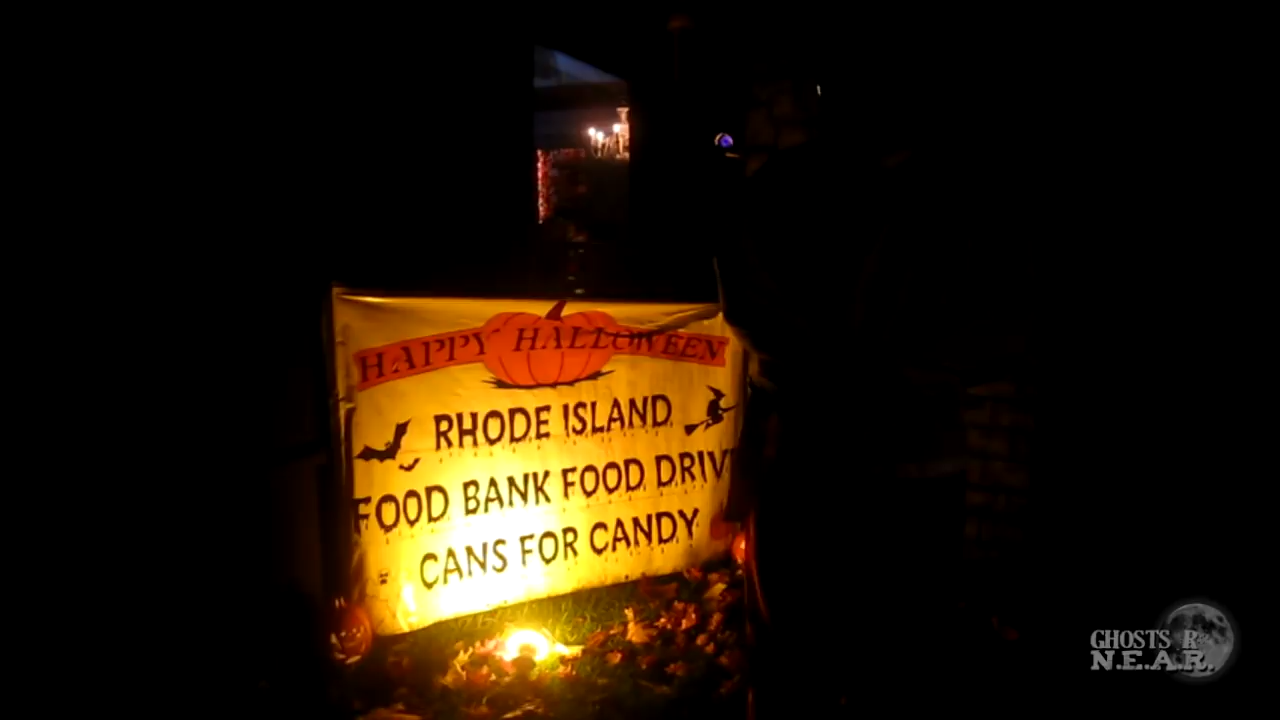 HAPPY HALLOWEEN
RHODE ISLAND
FOOD BANK FOOD DRIV
CANS FOR CANDY
GHOSTS R
N.E.A.R.